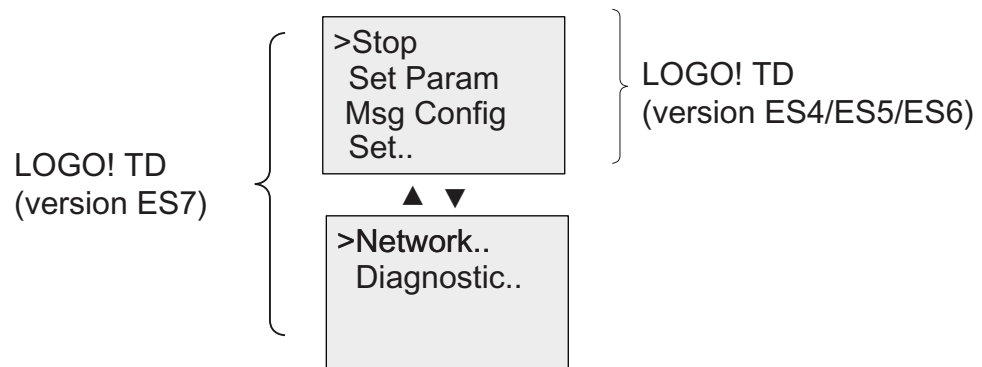 LOGO! TD
(version ES7)
>Stop
Set Param
Msg Config
Set..
▲ ▼
>Network..
Diagnostic..
LOGO! TD
(version ES4/ES5/ES6)